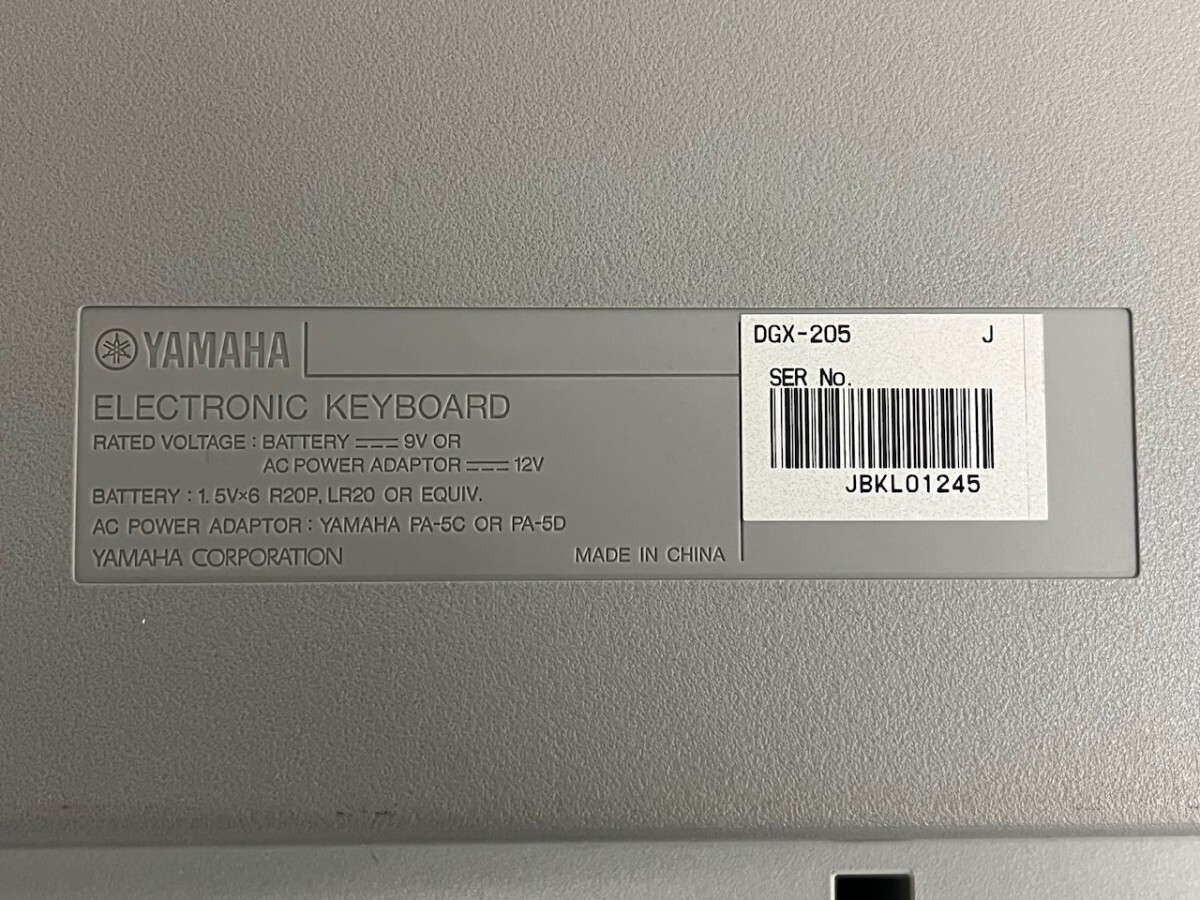 YAMAHA
ELECTRONIC KEYBOARD
RATED VOLTAGE : BATTERY ⎓ 9V OR
AC POWER ADAPTOR ⎓ 12V
BATTERY : 1.5V×6 R20P, LR20 OR EQUIV.
AC POWER ADAPTOR : YAMAHA PA-5C OR PA-5D
YAMAHA CORPORATION
MADE IN CHINA
DGX-205 J
SER No.
JBKL01245